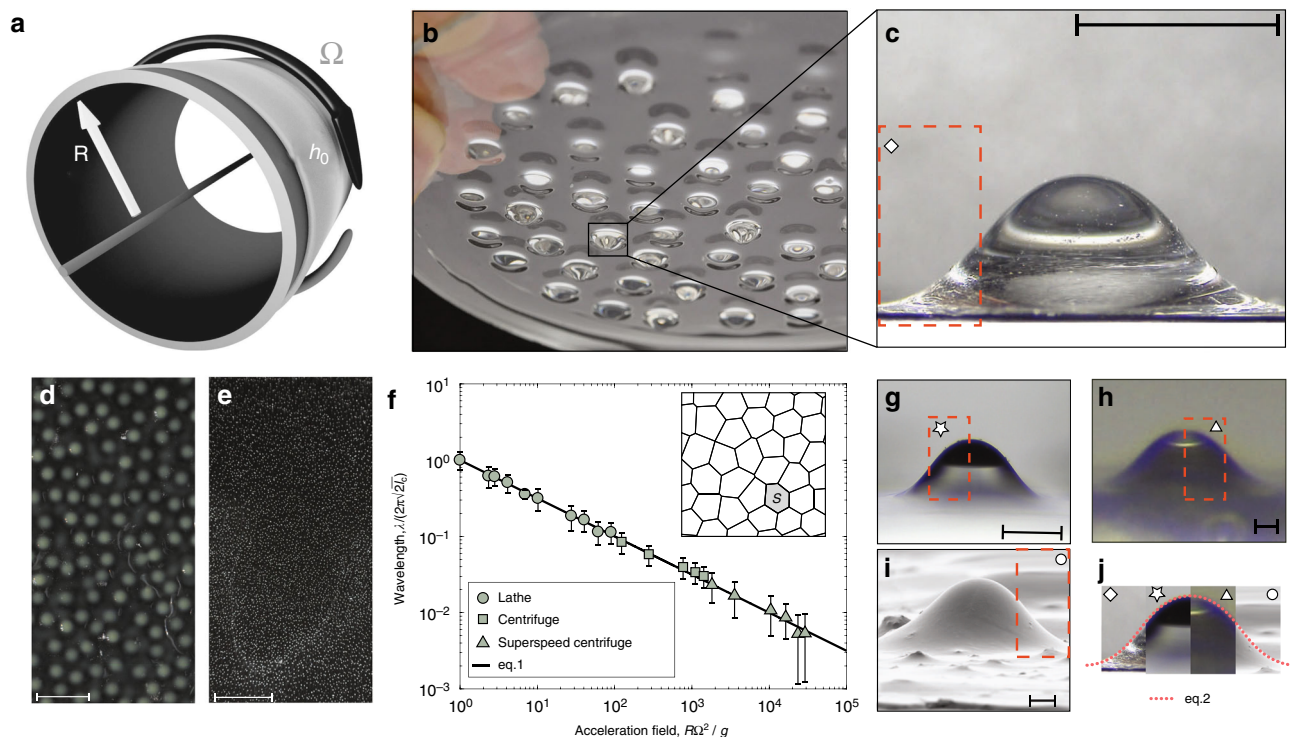 a
Ω
R
h₀
b
c
d
e
f
10¹
10⁰
10⁻¹
10⁻²
10⁻³
Wavelength, λ/(2π√2l_c)
S
Lathe
Centrifuge
Superspeed centrifuge
eq.1
10⁰ 10¹ 10² 10³ 10⁴ 10⁵
Acceleration field, RΩ² / g
g
h
i
j
eq.2